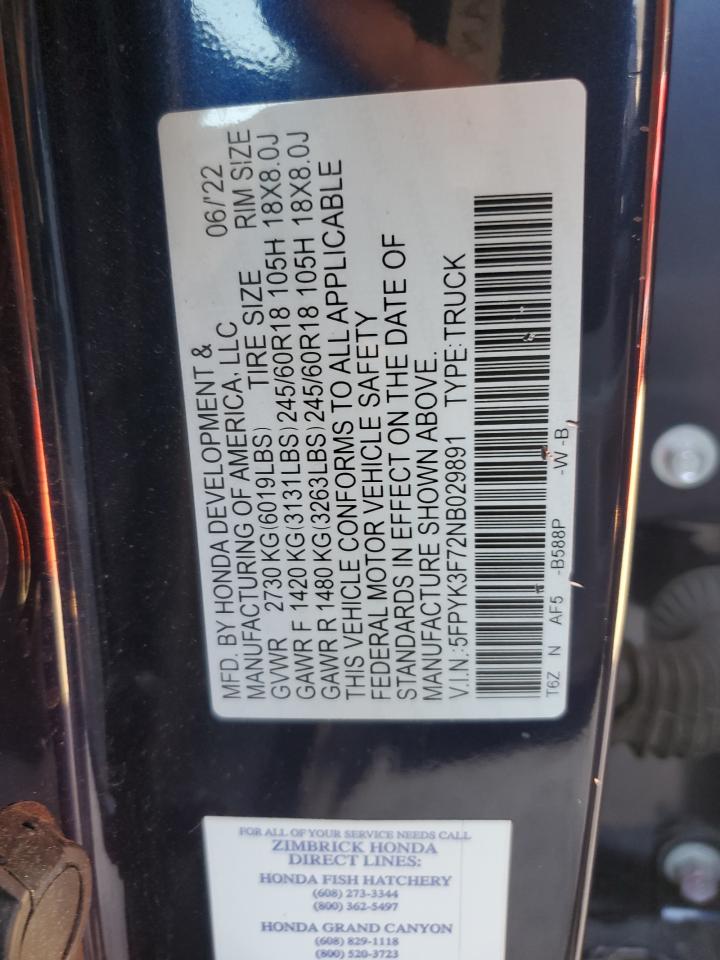 MFD. BY HONDA DEVELOPMENT & 06/'22
MANUFACTURING OF AMERICA, LLC
TIRE SIZE RIM SIZE
GVWR 2730 KG(6019LBS)
GAWR F 1420 KG(3131LBS) 245/60R18 105H 18X8.0J
GAWR R 1480 KG(3263LBS) 245/60R18 105H 18X8.0J
THIS VEHICLE CONFORMS TO ALL APPLICABLE
FEDERAL MOTOR VEHICLE SAFETY
STANDARDS IN EFFECT ON THE DATE OF
MANUFACTURE SHOWN ABOVE.
V.I.N.: 5FPYK3F72NB029891 TYPE: TRUCK
T6Z N AF5 -B588P -W -B
FOR ALL OF YOUR SERVICE NEEDS CALL
ZIMBRICK HONDA
DIRECT LINES:
HONDA FISH HATCHERY
(608) 273-3344
(800) 362-5497
HONDA GRAND CANYON
(608) 829-1118
(800) 520-3723